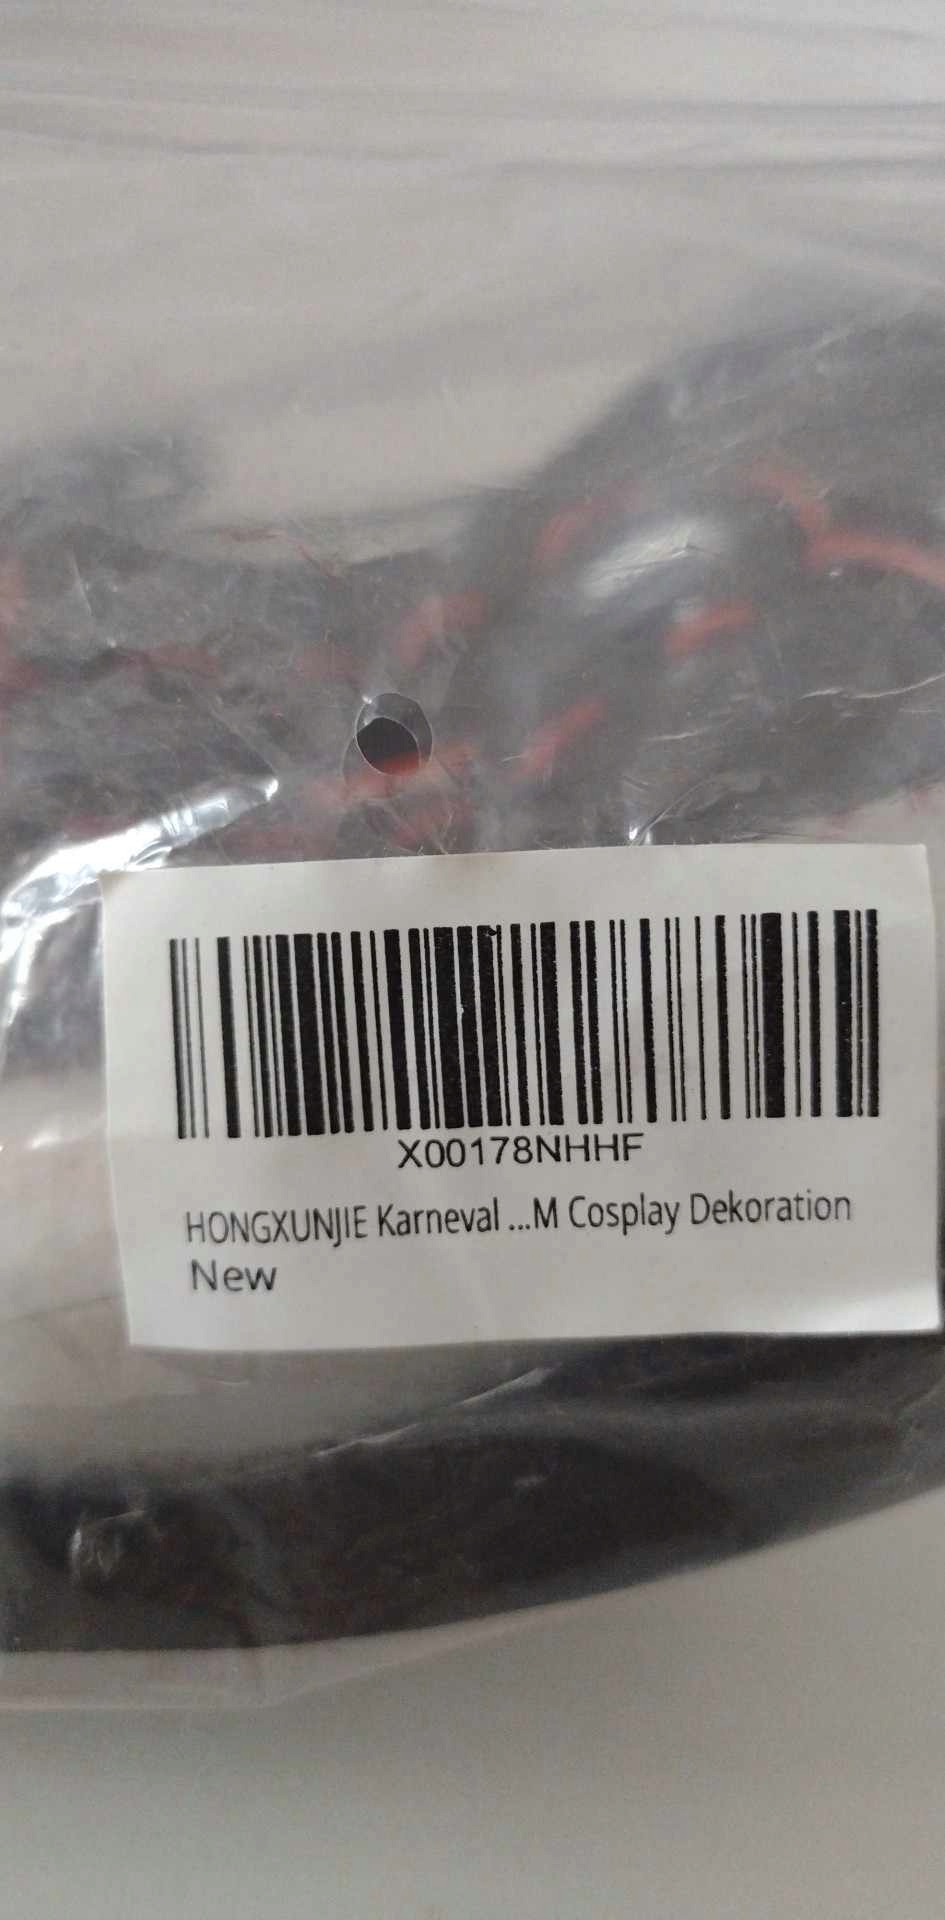 X00178NHHF
HONGXUNJIE Karneval ...M Cosplay Dekoration
New